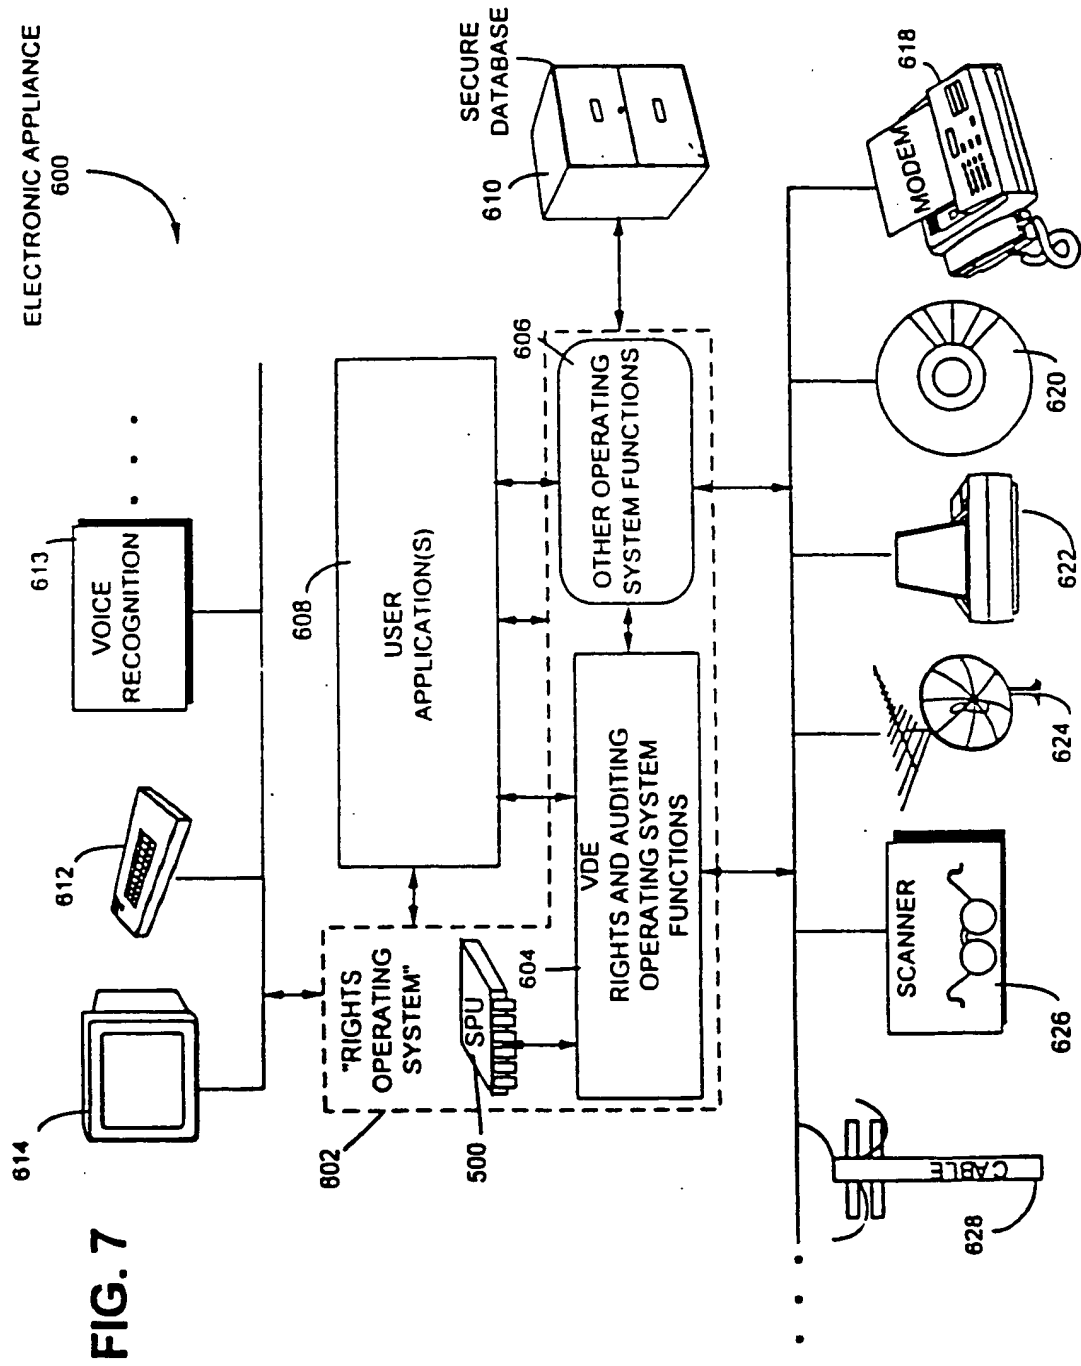 FIG. 7
ELECTRONIC APPLIANCE
600
614
612
613
VOICE
RECOGNITION
608
USER
APPLICATION(S)
602
"RIGHTS
OPERATING
SYSTEM"
500
SPU
604
VDE
RIGHTS AND AUDITING
OPERATING SYSTEM
FUNCTIONS
606
OTHER OPERATING
SYSTEM FUNCTIONS
610
SECURE
DATABASE
628
CABLE
SCANNER
626
624
622
620
MODEM
618